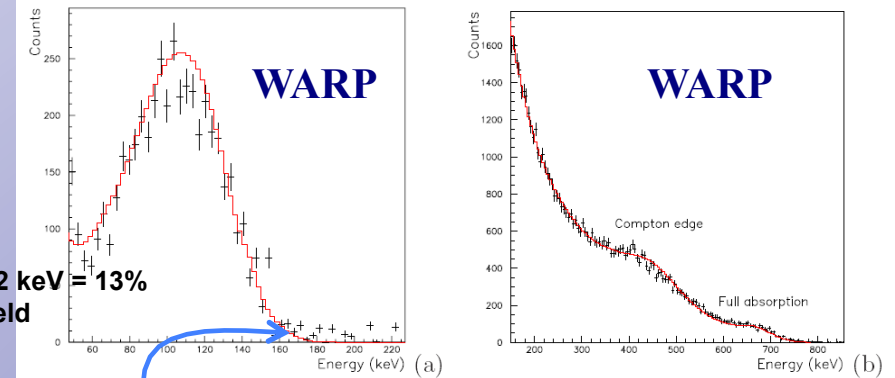 Counts
250
200
150
100
50
0
WARP
60
80
100
120
140
160
180
200
220
Energy (keV)
(a)
2 keV = 13%
eld
Counts
1600
1400
1200
1000
800
600
400
200
0
WARP
Compton edge
Full absorption
200
300
400
500
600
700
800
Energy (keV)
(b)